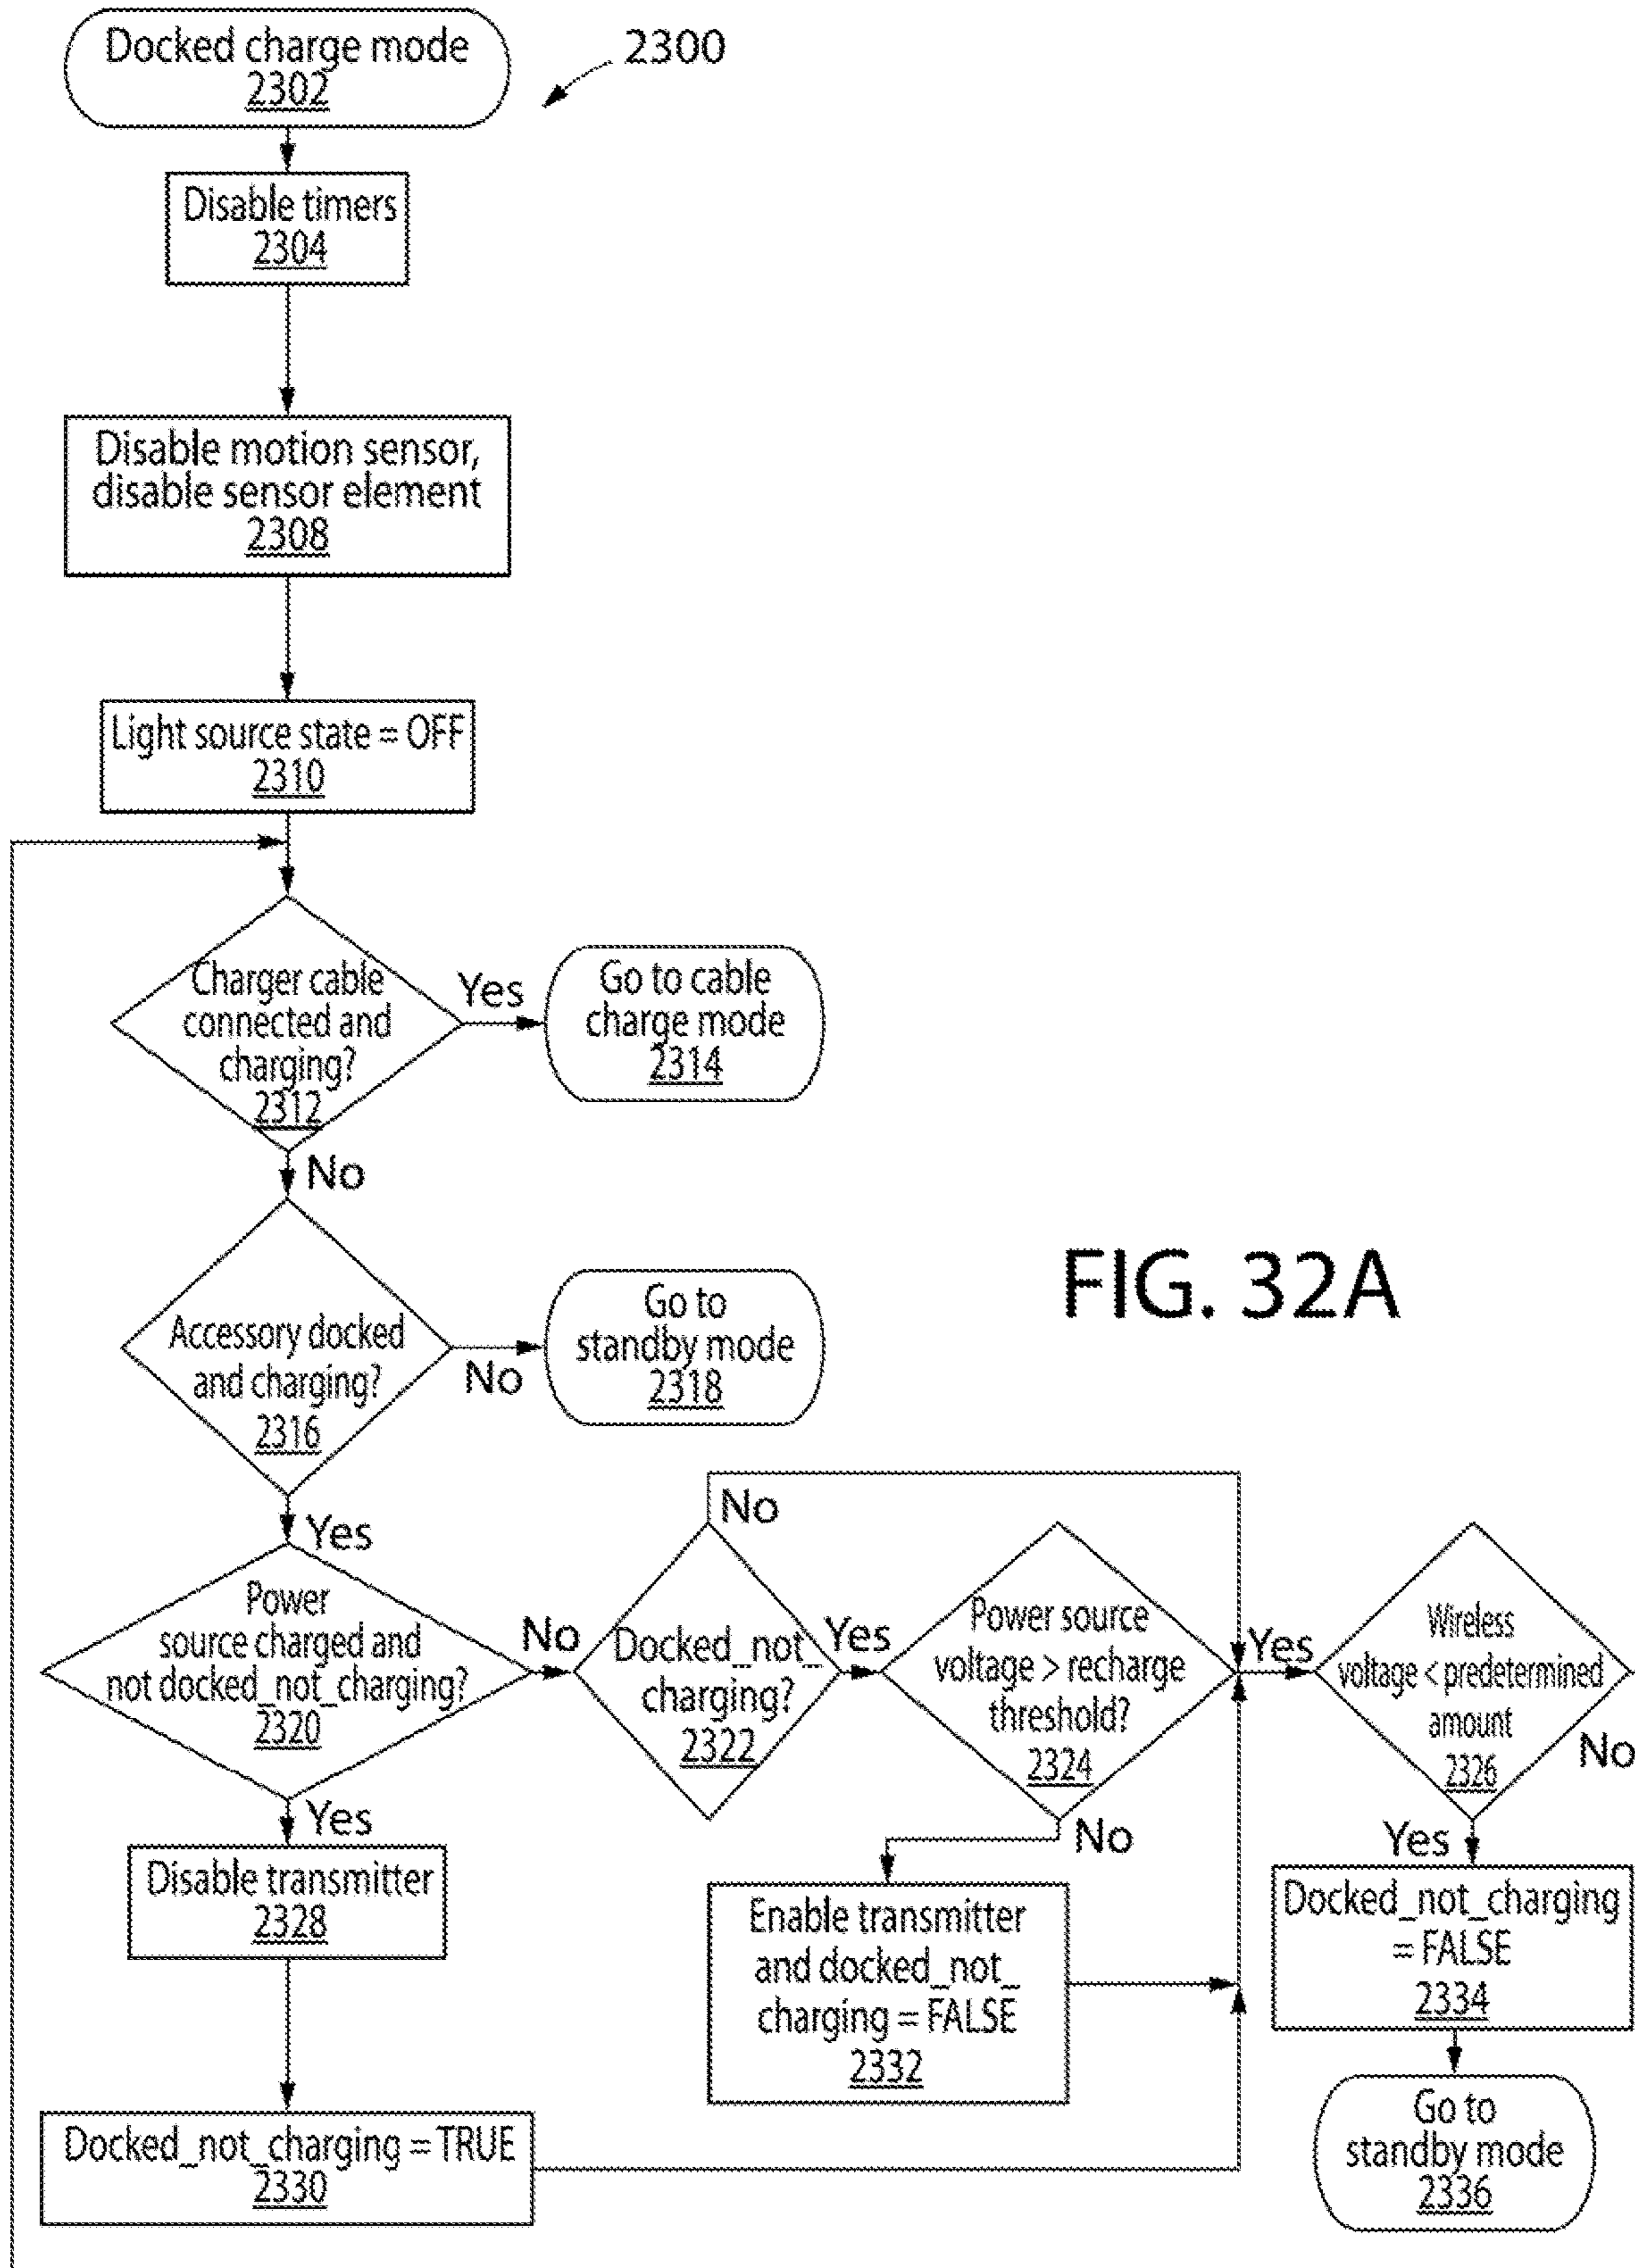 Docked charge mode
2302
2300
Disable timers
2304
Disable motion sensor,
disable sensor element
2308
Light source state = OFF
2310
Charger cable
connected and
charging?
2312
Yes
Go to cable
charge mode
2314
No
Accessory docked
and charging?
2316
No
Go to
standby mode
2318
FIG. 32A
Yes
Power
source charged and
not docked_not_charging?
2320
No
Docked_not_
charging?
2322
No
Yes
Power source
voltage > recharge
threshold?
2324
Yes
Wireless
voltage < predetermined
amount
2326
No
Yes
Disable transmitter
2328
No
Enable transmitter
and docked_not_
charging = FALSE
2332
Yes
Docked_not_charging
= FALSE
2334
Docked_not_charging = TRUE
2330
Go to
standby mode
2336